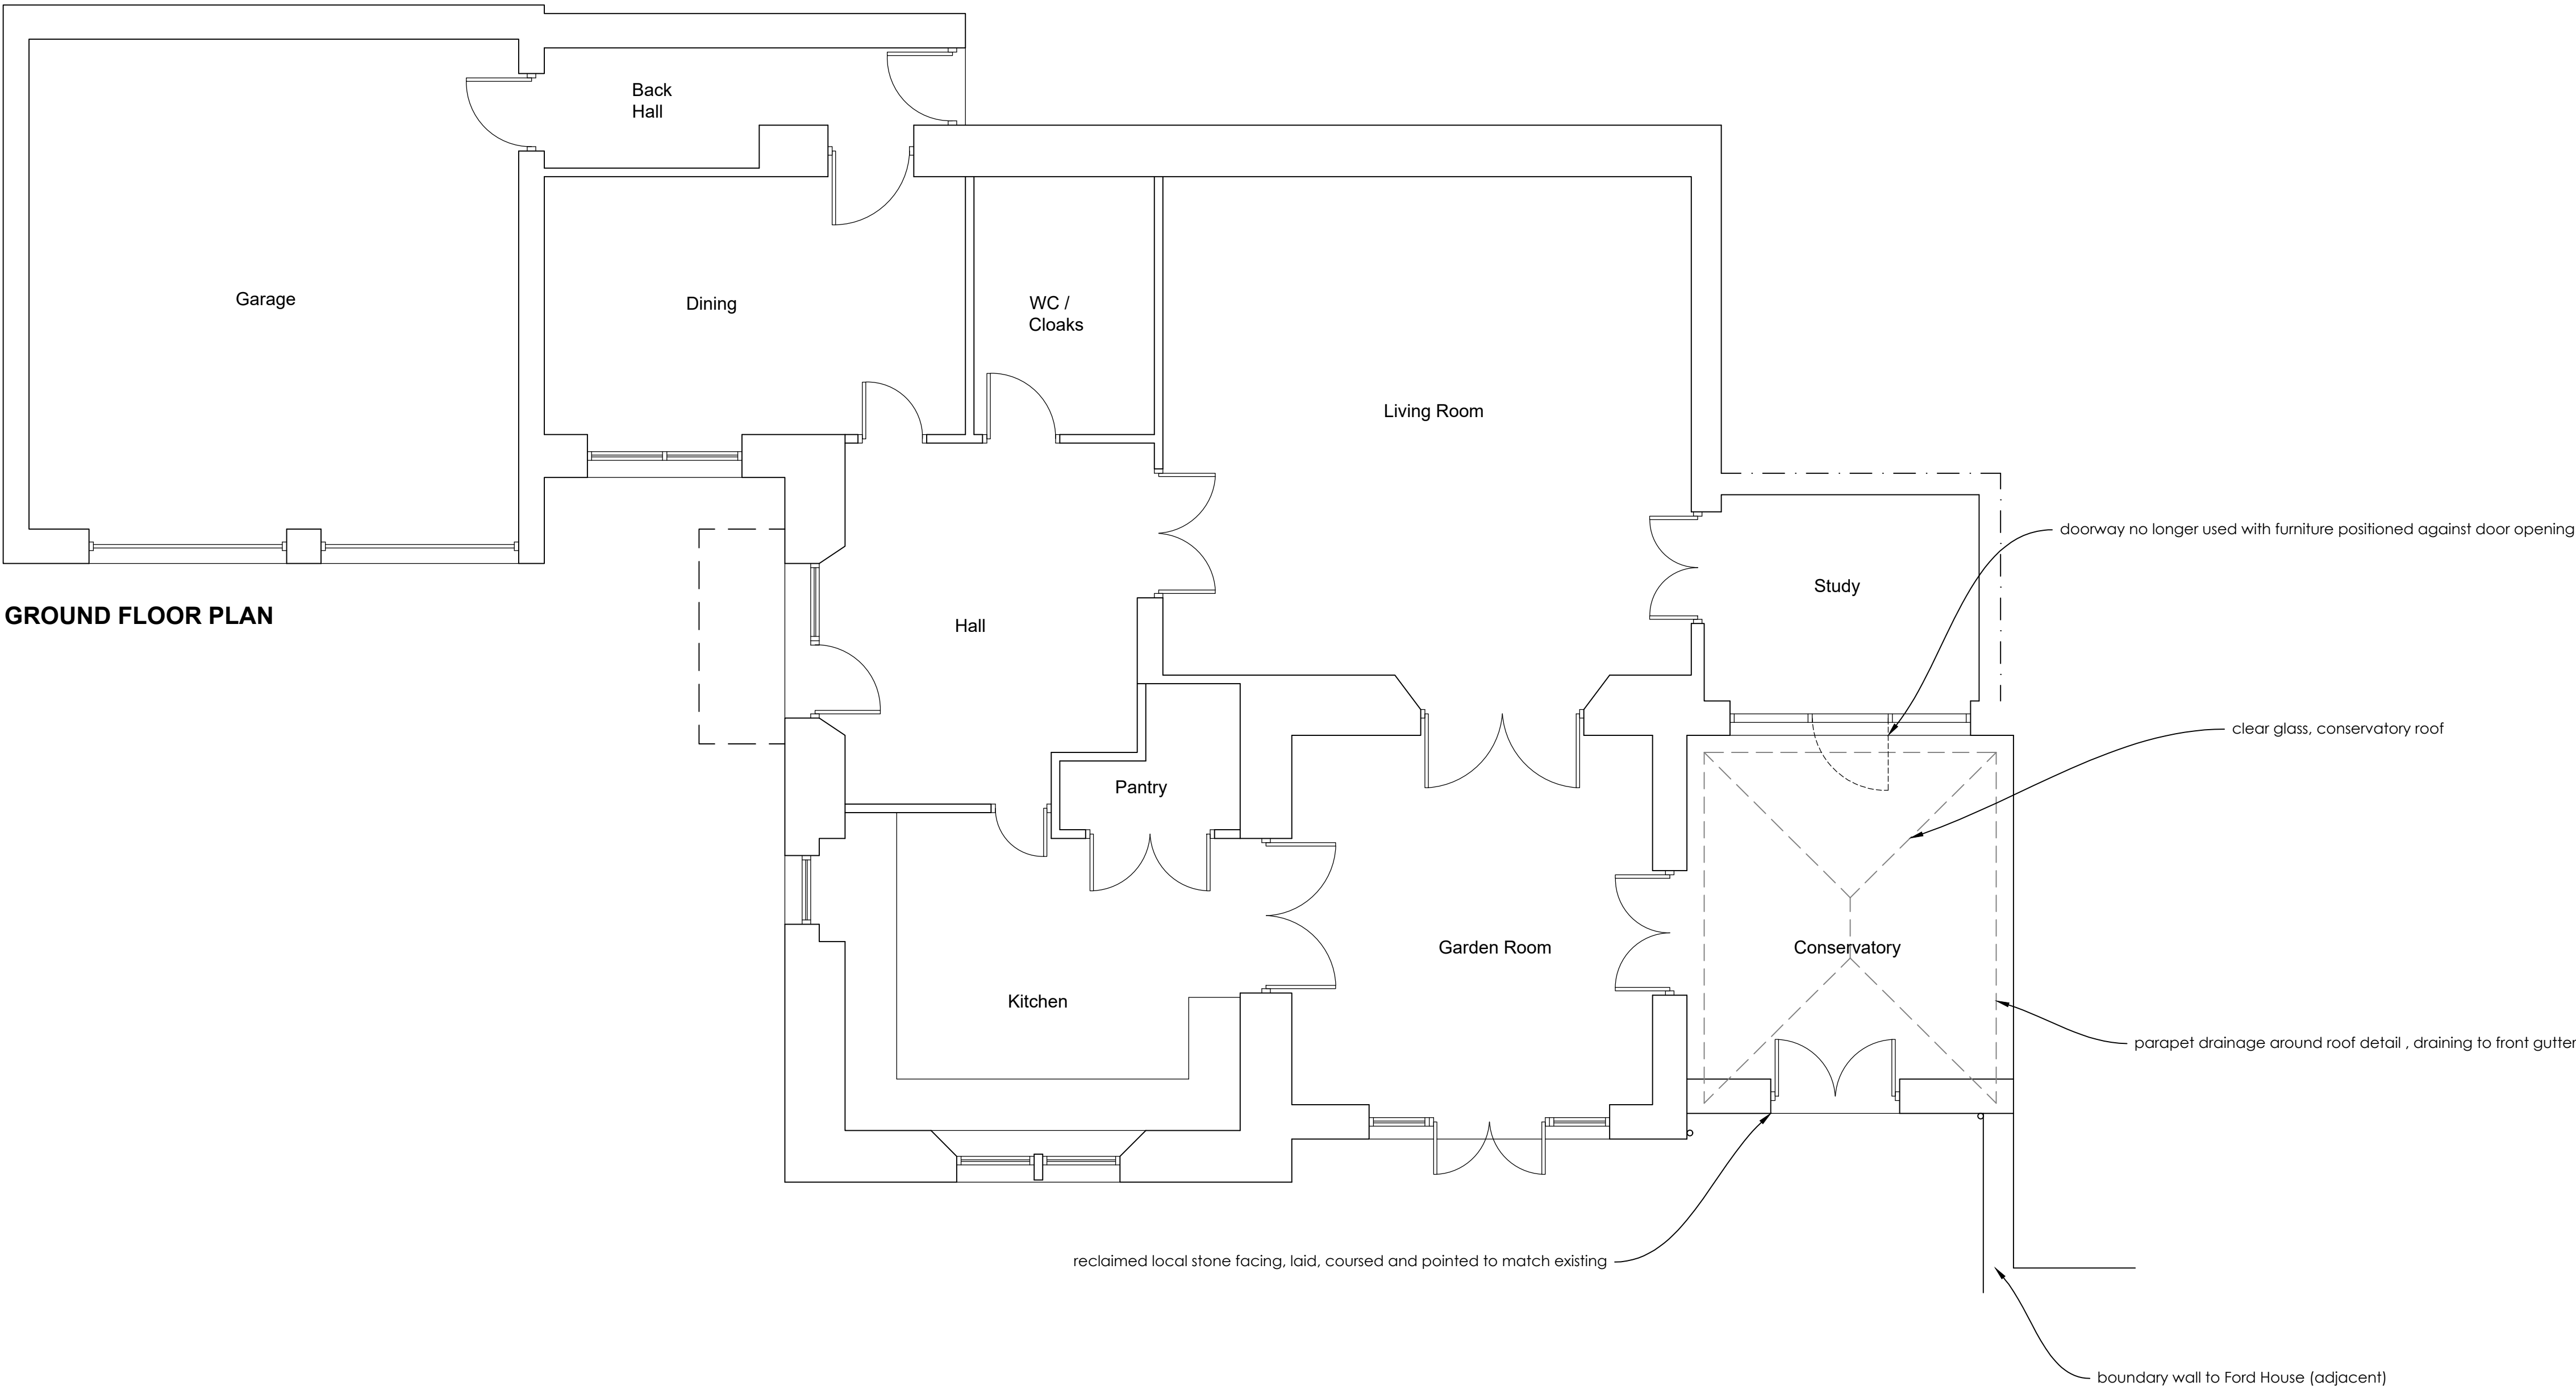 Back
Hall
Garage
Dining
WC /
Cloaks
Living Room
doorway no longer used with furniture positioned against door opening
Study
GROUND FLOOR PLAN
Hall
clear glass, conservatory roof
Pantry
Garden Room
Conservatory
Kitchen
parapet drainage around roof detail , draining to front gutter
reclaimed local stone facing, laid, coursed and pointed to match existing
boundary wall to Ford House (adjacent)